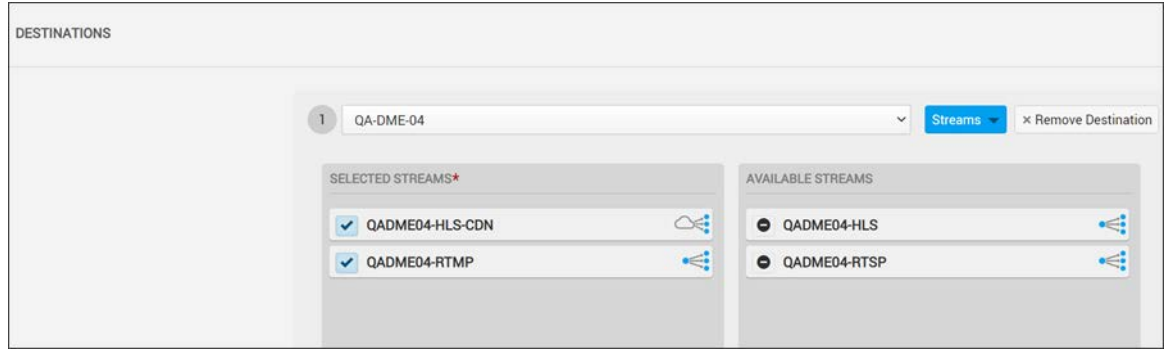 DESTINATIONS
1 QA-DME-04 Streams × Remove Destination
SELECTED STREAMS*
QADME04-HLS-CDN
QADME04-RTMP
AVAILABLE STREAMS
QADME04-HLS
QADME04-RTSP